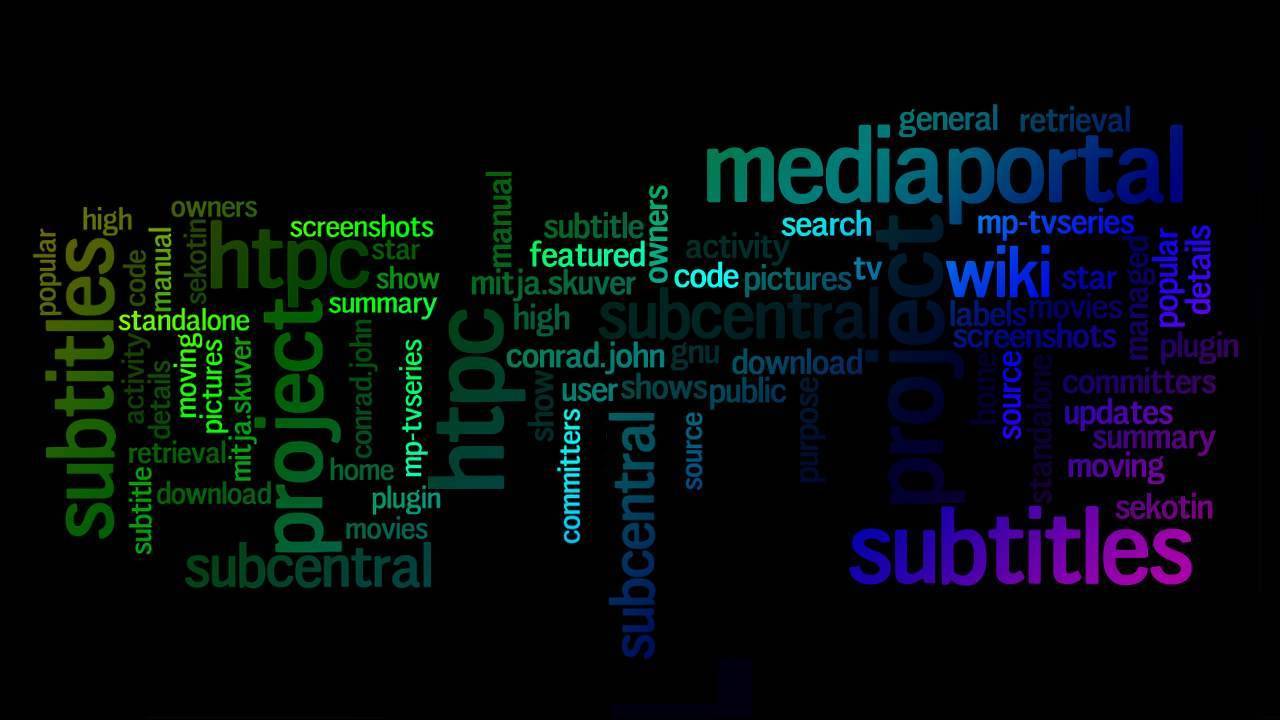 general
retrieval
mediaportal
manual
owners
high
owners
popular
subtitles
code
manual
sekotin
htpc
screenshots
star
show
summary
subtitle
featured
mitja.skuver
activity
search
mp-tvseries
code
pictures
tv
project
wiki
star
managed
popular
details
standalone
activity
details
moving
pictures
mitja.skuver
project
conrad.john
mp-tvseries
htpc
high
subcentral
labels
movies
screenshots
plugin
conrad.john
gnu
download
user
shows
public
show
purpose
home
source
standalone
committers
updates
summary
moving
retrieval
subtitle
download
home
plugin
movies
subcentral
committers
subcentral
source
sekotin
subtitles